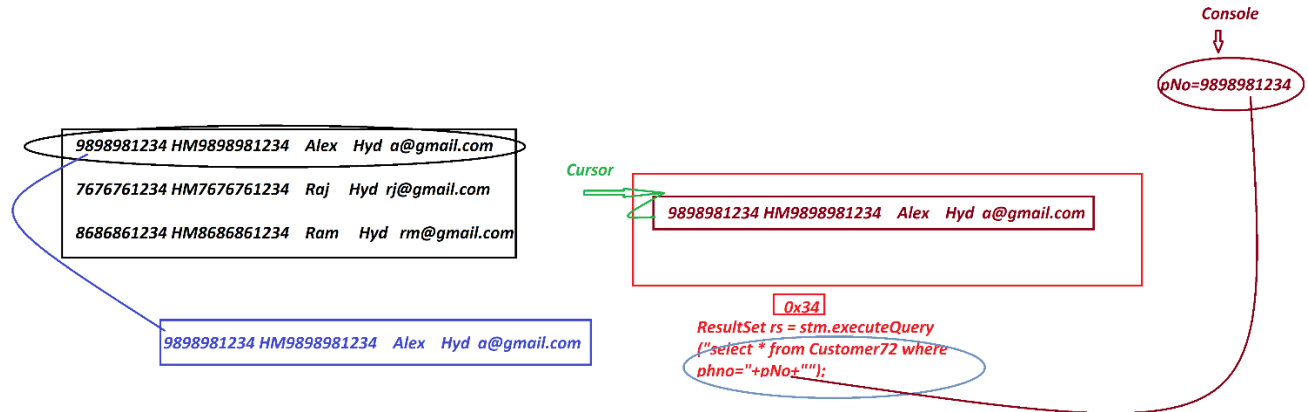 Console
pNo=9898981234
9898981234 HM9898981234 Alex Hyd a@gmail.com
7676761234 HM7676761234 Raj Hyd rj@gmail.com
8686861234 HM8686861234 Ram Hyd rm@gmail.com
Cursor
9898981234 HM9898981234 Alex Hyd a@gmail.com
0x34
ResultSet rs = stm.executeQuery
("select * from Customer72 where
phno="+pNo+"");
9898981234 HM9898981234 Alex Hyd a@gmail.com